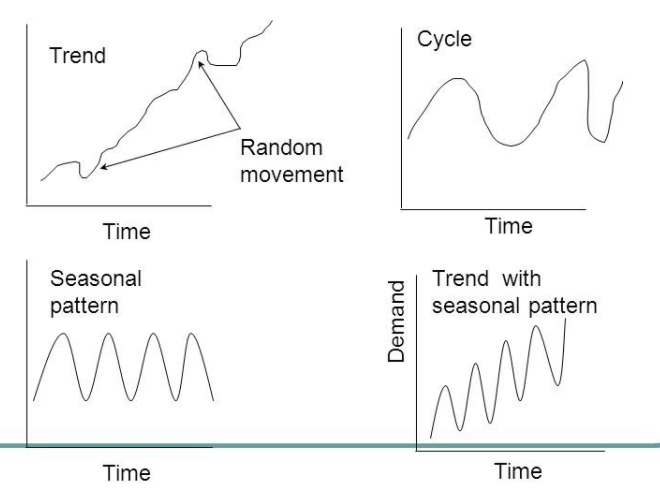 Trend
Random
movement
Time
Cycle
Time
Seasonal
pattern
Time
Demand
Trend with
seasonal pattern
Time